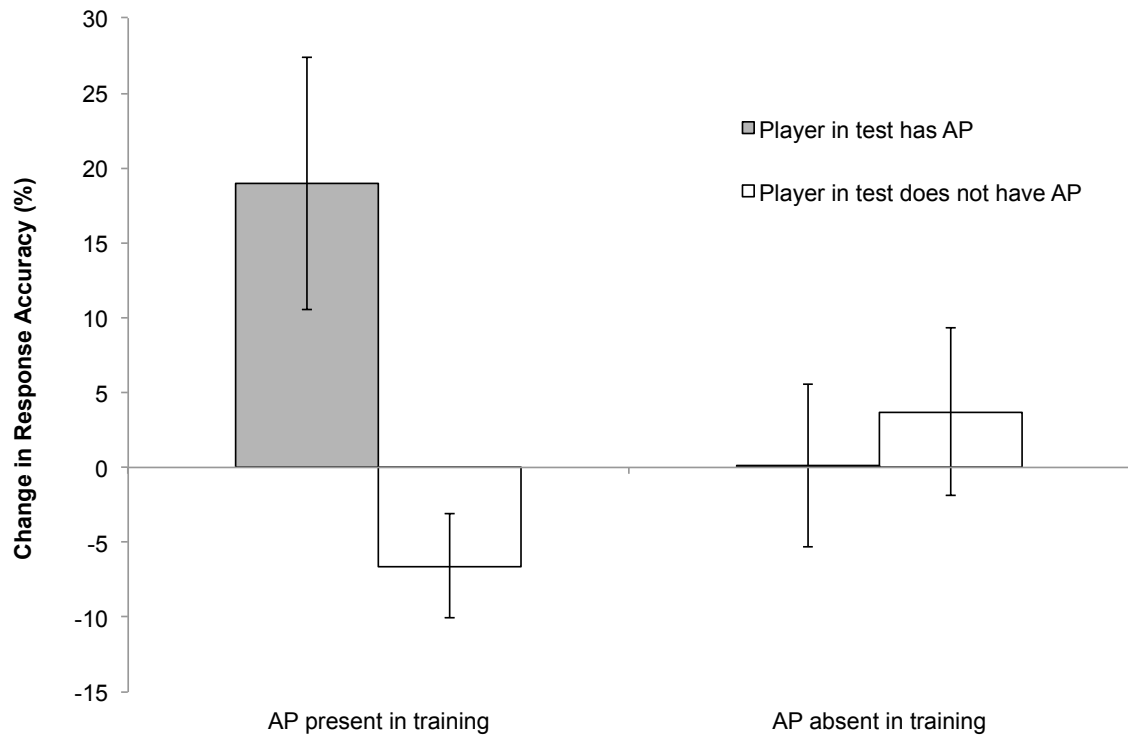 30
25
20
15
10
5
0
-5
-10
-15
Change in Response Accuracy (%)
Player in test has AP
Player in test does not have AP
AP present in training
AP absent in training